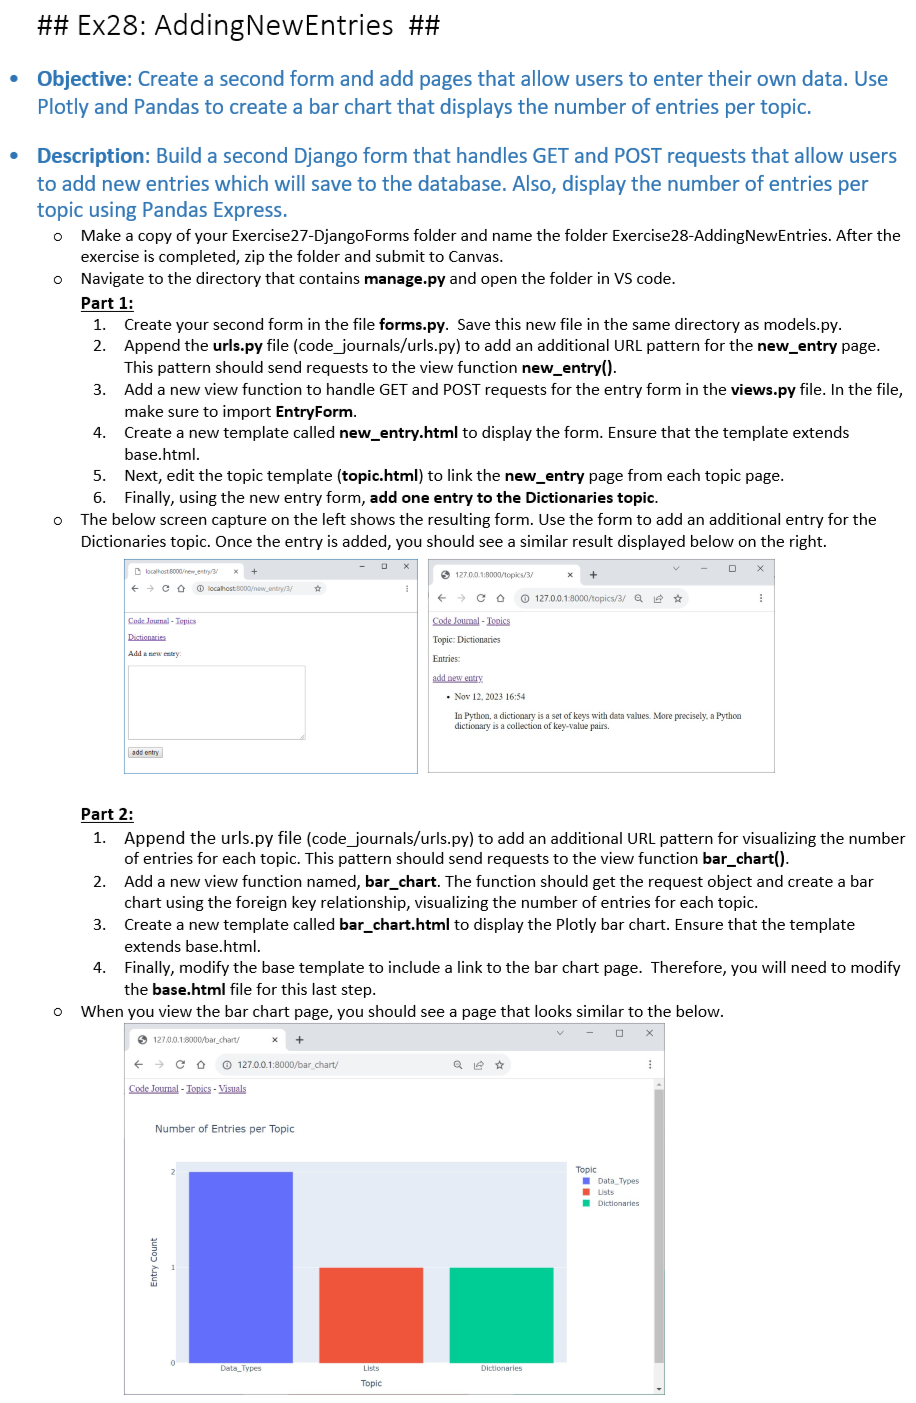 ## Ex28: AddingNewEntries ##
• Objective: Create a second form and add pages that allow users to enter their own data. Use
Plotly and Pandas to create a bar chart that displays the number of entries per topic.
• Description: Build a second Django form that handles GET and POST requests that allow users
to add new entries which will save to the database. Also, display the number of entries per
topic using Pandas Express.
o Make a copy of your Exercise27-DjangoForms folder and name the folder Exercise28-AddingNewEntries. After the
exercise is completed, zip the folder and submit to Canvas.
o Navigate to the directory that contains manage.py and open the folder in VS code.
Part 1:
1. Create your second form in the file forms.py. Save this new file in the same directory as models.py.
2. Append the urls.py file (code_journals/urls.py) to add an additional URL pattern for the new_entry page.
This pattern should send requests to the view function new_entry().
3. Add a new view function to handle GET and POST requests for the entry form in the views.py file. In the file,
make sure to import EntryForm.
4. Create a new template called new_entry.html to display the form. Ensure that the template extends
base.html.
5. Next, edit the topic template (topic.html) to link the new_entry page from each topic page.
6. Finally, using the new entry form, add one entry to the Dictionaries topic.
o The below screen capture on the left shows the resulting form. Use the form to add an additional entry for the
Dictionaries topic. Once the entry is added, you should see a similar result displayed below on the right.
localhost:8000/new_entry/3/
localhost:8000/new_entry/3/
Code Journal - Topics
Dictionaries
Add a new entry:
add entry
127.0.0.1:8000/topics/3/
127.0.0.1:8000/topics/3/
Code Journal - Topics
Topic: Dictionaries
Entries:
add new entry
• Nov 12, 2023 16:54
In Python, a dictionary is a set of keys with data values. More precisely, a Python
dictionary is a collection of key-value pairs.
Part 2:
1. Append the urls.py file (code_journals/urls.py) to add an additional URL pattern for visualizing the number
of entries for each topic. This pattern should send requests to the view function bar_chart().
2. Add a new view function named, bar_chart. The function should get the request object and create a bar
chart using the foreign key relationship, visualizing the number of entries for each topic.
3. Create a new template called bar_chart.html to display the Plotly bar chart. Ensure that the template
extends base.html.
4. Finally, modify the base template to include a link to the bar chart page. Therefore, you will need to modify
the base.html file for this last step.
o When you view the bar chart page, you should see a page that looks similar to the below.
127.0.0.1:8000/bar_chart/
127.0.0.1:8000/bar_chart/
Code Journal - Topics - Visuals
Number of Entries per Topic
Topic
Data_Types
Lists
Dictionaries
2
1
0
Entry Count
Data_Types
Lists
Dictionaries
Topic